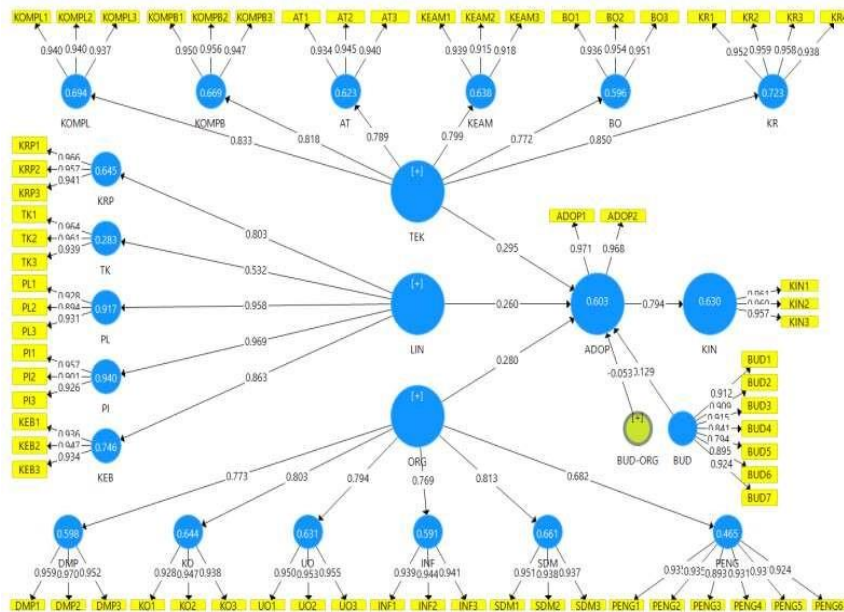 KOMPL1 KOMPL2 KOMPL3 KOMPB1 KOMPB2 KOMPB3 AT1 AT2 AT3 KEAM1 KEAM2 KEAM3 BO1 BO2 BO3 KR1 KR2 KR3
0.940 0.940 0.937 0.950 0.956 0.947 0.934 0.945 0.940 0.939 0.915 0.918 0.936 0.954 0.951 0.952 0.959 0.958 0.938
0.694 0.669 0.623 0.638 0.596 0.723
KOMPL KOMPB AT KEAM BO KR
0.833 0.818 0.789 0.799 0.772 0.850
KRP1 0.966
KRP2 0.957 0.645
KRP3 0.941
KRP
[+]
TEK
TK1 0.964
TK2 0.961 0.283
TK3 0.939
TK
0.803
0.532
0.295
ADOP1 ADOP2
0.971 0.968
PL1 0.928
PL2 0.894 0.917
PL3 0.931
PL
0.958
[+]
LIN
0.260
0.603
ADOP
0.794
0.630
KIN
0.961 KIN1
0.960 KIN2
0.957 KIN3
PI1 0.957
PI2 0.901 0.940
PI3 0.926
PI
0.969
0.863
0.280
-0.053
0.129
KEB1 0.936
KEB2 0.947 0.746
KEB3 0.934
KEB
[+]
ORG
[+]
BUD-ORG
BUD
0.912 BUD1
0.909 BUD2
0.915 BUD3
0.841 BUD4
0.794 BUD5
0.895 BUD6
0.924 BUD7
0.773 0.803 0.794 0.769 0.813 0.682
0.598 0.644 0.631 0.591 0.661 0.465
DMP KO UO INF SDM PENG
0.959 0.970 0.952 0.928 0.947 0.938 0.950 0.953 0.955 0.939 0.944 0.941 0.951 0.938 0.937 0.935 0.893 0.931 0.924
DMP1 DMP2 DMP3 KO1 KO2 KO3 UO1 UO2 UO3 INF1 INF2 INF3 SDM1 SDM2 SDM3 PENG1 PENG2 PENG3 PENG4 PENG5 PENG6